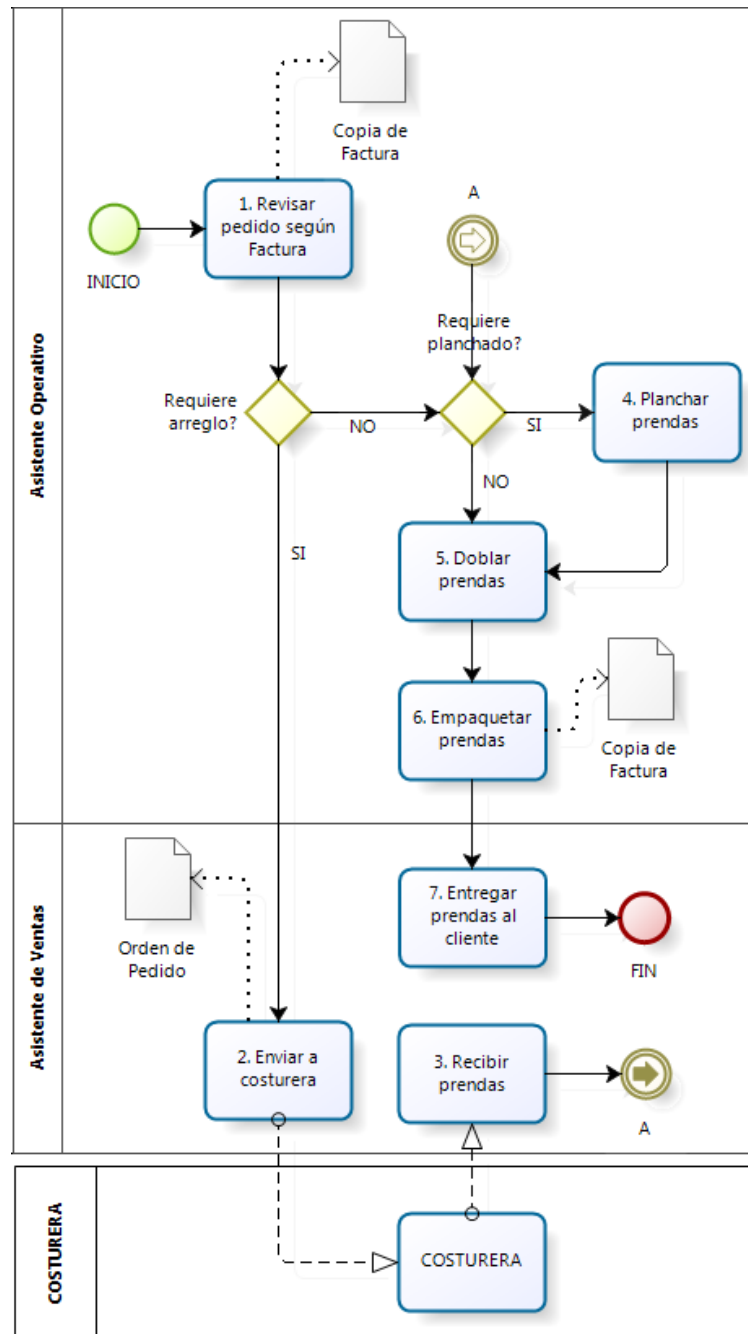 Asistente Operativo
Copia de
Factura
1. Revisar
pedido según
Factura
INICIO
A
Requiere
planchado?
Requiere
arreglo?
NO
SI
4. Planchar
prendas
NO
SI
5. Doblar
prendas
6. Empaquetar
prendas
Copia de
Factura
Asistente de Ventas
Orden de
Pedido
7. Entregar
prendas al
cliente
FIN
2. Enviar a
costurera
3. Recibir
prendas
A
COSTURERA
COSTURERA